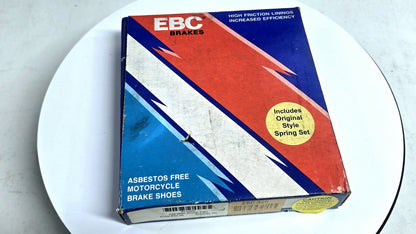 EBC
BRAKES
HIGH FRICTION LININGS
INCREASED EFFICIENCY
Includes
Original
Style
Spring Set
ASBESTOS FREE
MOTORCYCLE
BRAKE SHOES